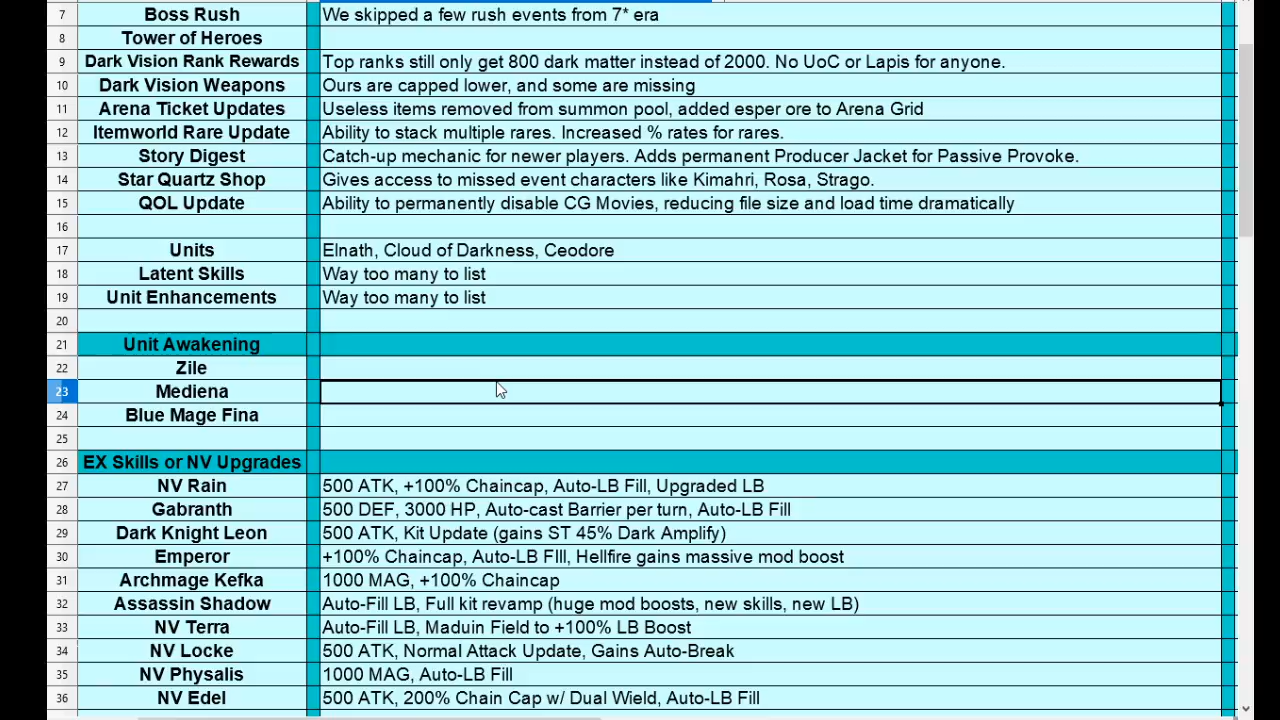 7 Boss Rush We skipped a few rush events from 7* era
8 Tower of Heroes
9 Dark Vision Rank Rewards Top ranks still only get 800 dark matter instead of 2000. No UoC or Lapis for anyone.
10 Dark Vision Weapons Ours are capped lower, and some are missing
11 Arena Ticket Updates Useless items removed from summon pool, added esper ore to Arena Grid
12 Itemworld Rare Update Ability to stack multiple rares. Increased % rates for rares.
13 Story Digest Catch-up mechanic for newer players. Adds permanent Producer Jacket for Passive Provoke.
14 Star Quartz Shop Gives access to missed event characters like Kimahri, Rosa, Strago.
15 QOL Update Ability to permanently disable CG Movies, reducing file size and load time dramatically
16
17 Units Elnath, Cloud of Darkness, Ceodore
18 Latent Skills Way too many to list
19 Unit Enhancements Way too many to list
20
21 Unit Awakening
22 Zile
23 Mediena
24 Blue Mage Fina
25
26 EX Skills or NV Upgrades
27 NV Rain 500 ATK, +100% Chaincap, Auto-LB Fill, Upgraded LB
28 Gabranth 500 DEF, 3000 HP, Auto-cast Barrier per turn, Auto-LB Fill
29 Dark Knight Leon 500 ATK, Kit Update (gains ST 45% Dark Amplify)
30 Emperor +100% Chaincap, Auto-LB FIll, Hellfire gains massive mod boost
31 Archmage Kefka 1000 MAG, +100% Chaincap
32 Assassin Shadow Auto-Fill LB, Full kit revamp (huge mod boosts, new skills, new LB)
33 NV Terra Auto-Fill LB, Maduin Field to +100% LB Boost
34 NV Locke 500 ATK, Normal Attack Update, Gains Auto-Break
35 NV Physalis 1000 MAG, Auto-LB Fill
36 NV Edel 500 ATK, 200% Chain Cap w/ Dual Wield, Auto-LB Fill